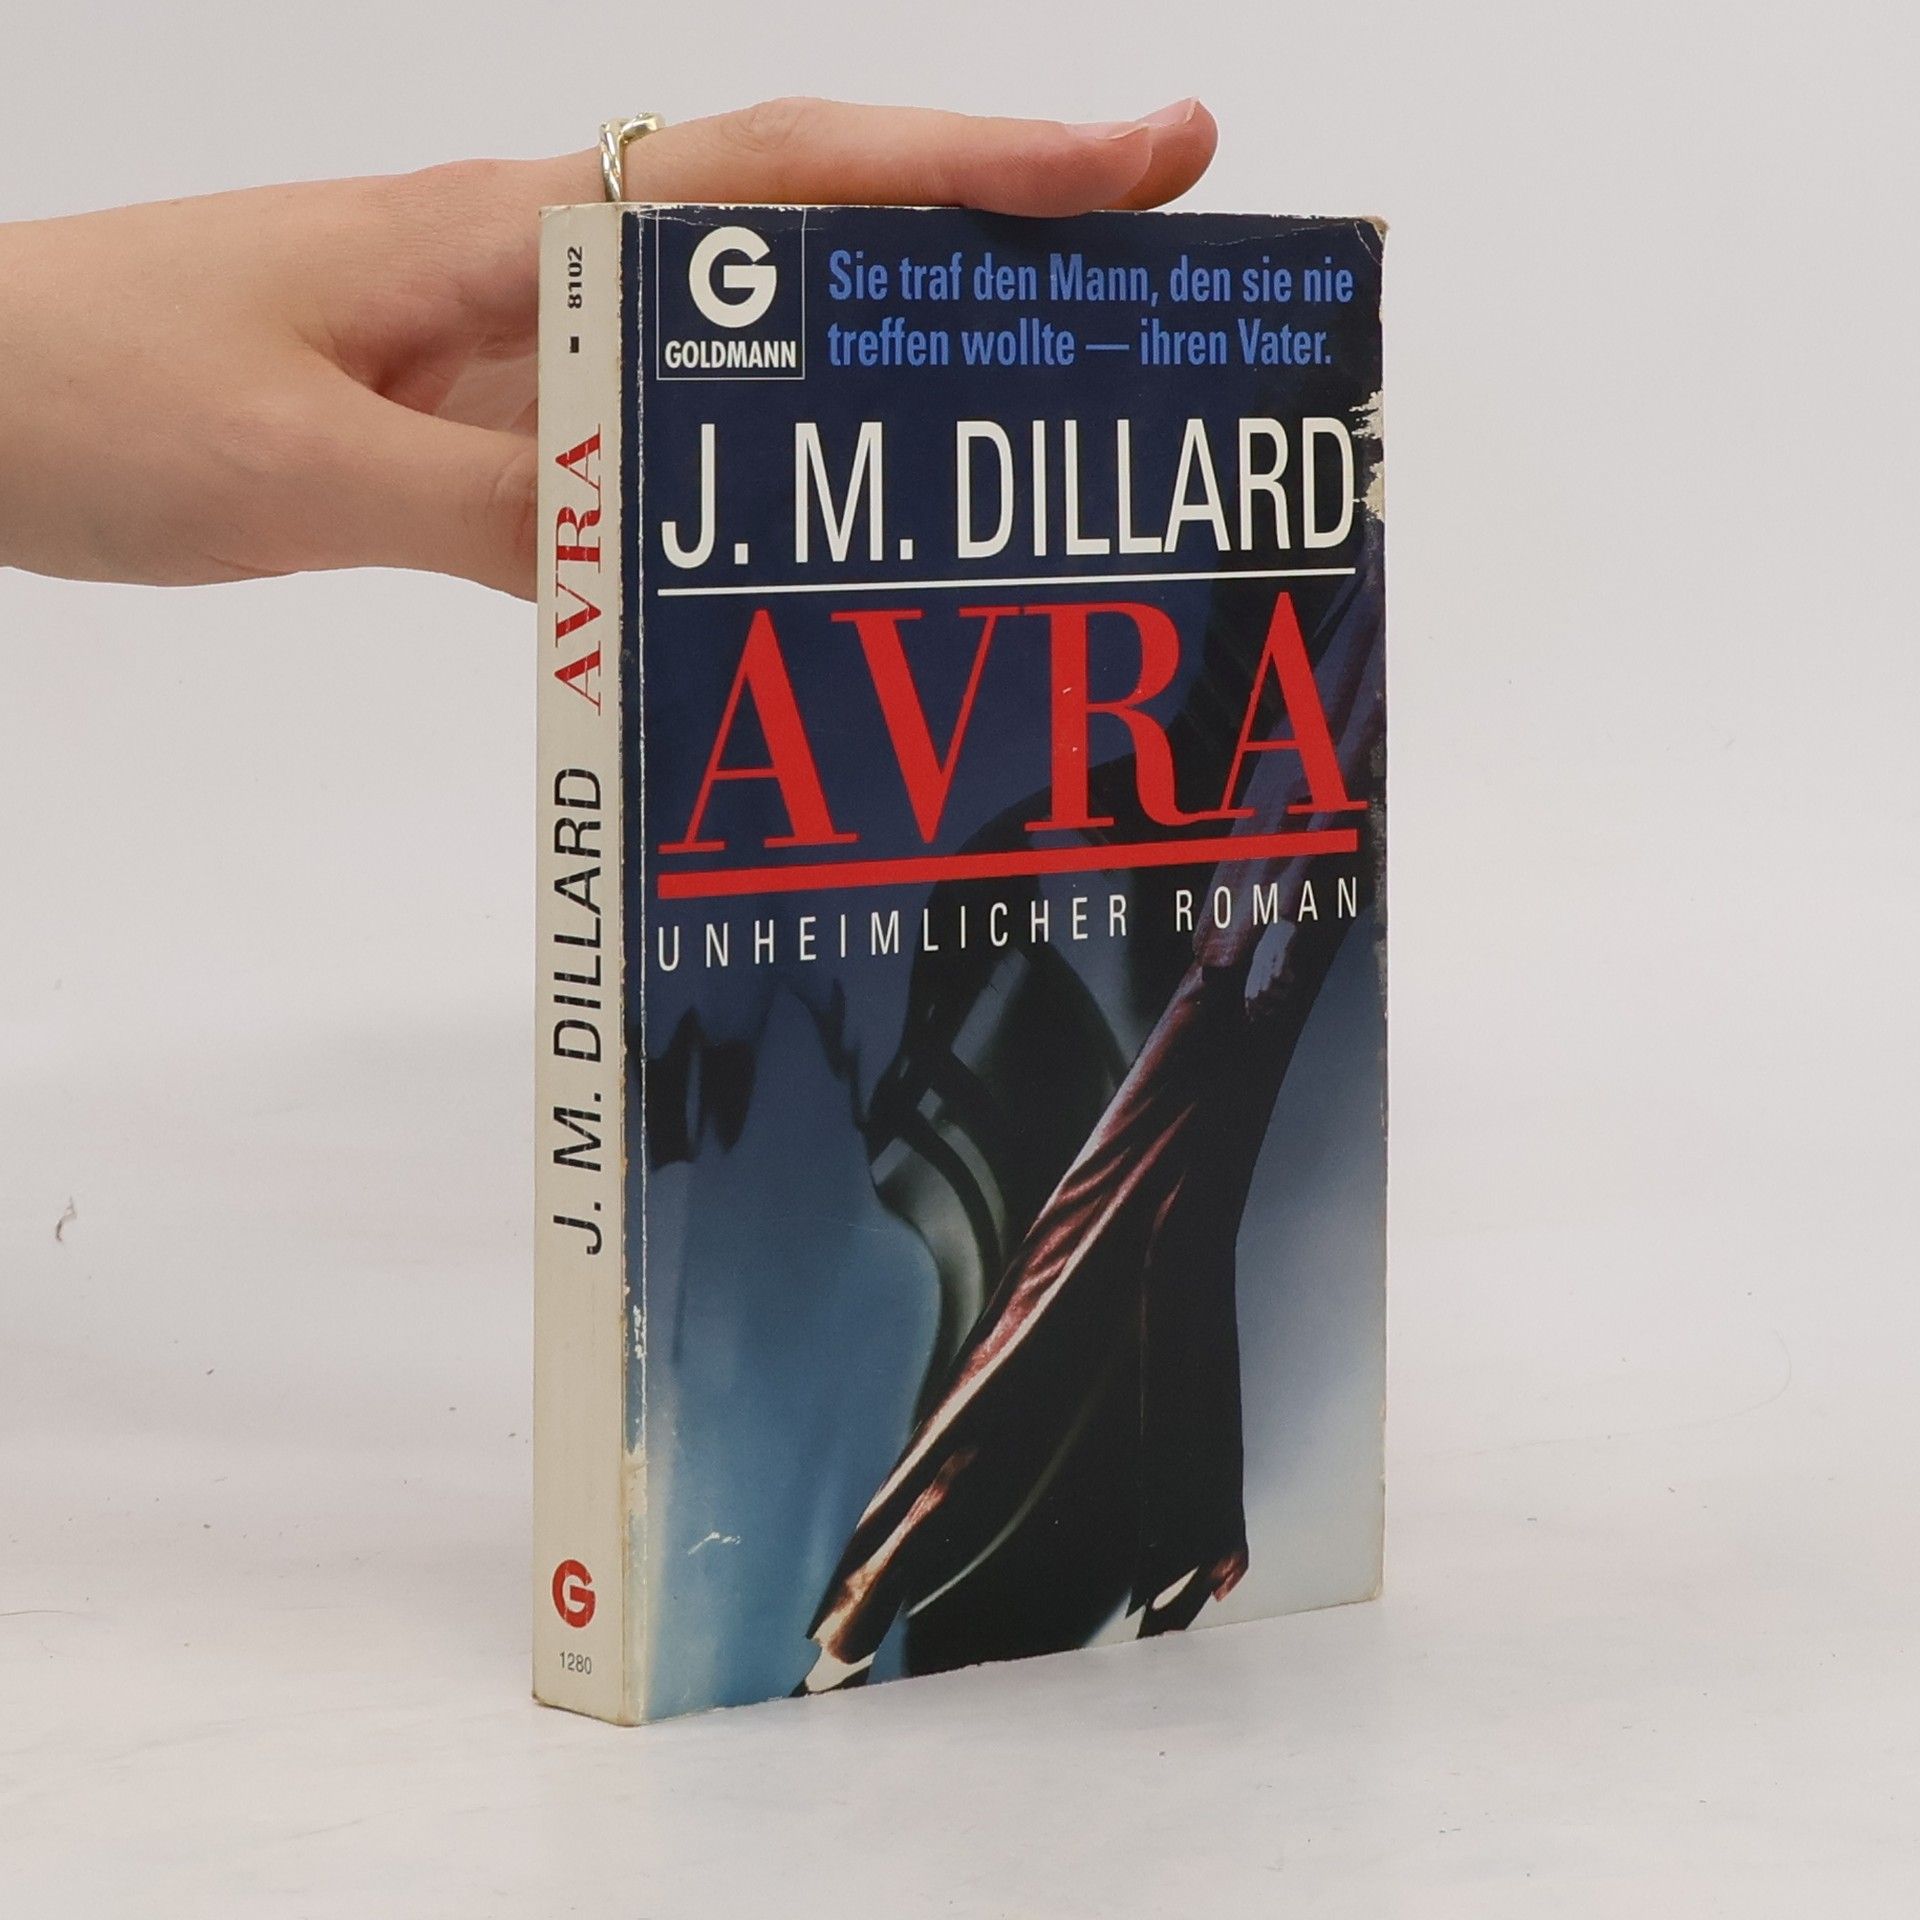 G
GOLDMANN
Sie traf den Mann, den sie nie
treffen wollte — ihren Vater.
J. M. DILLARD
AVRA
UNHEIMLICHER ROMAN
J. M. DILLARD AVRA ▪ 8102
G
1280